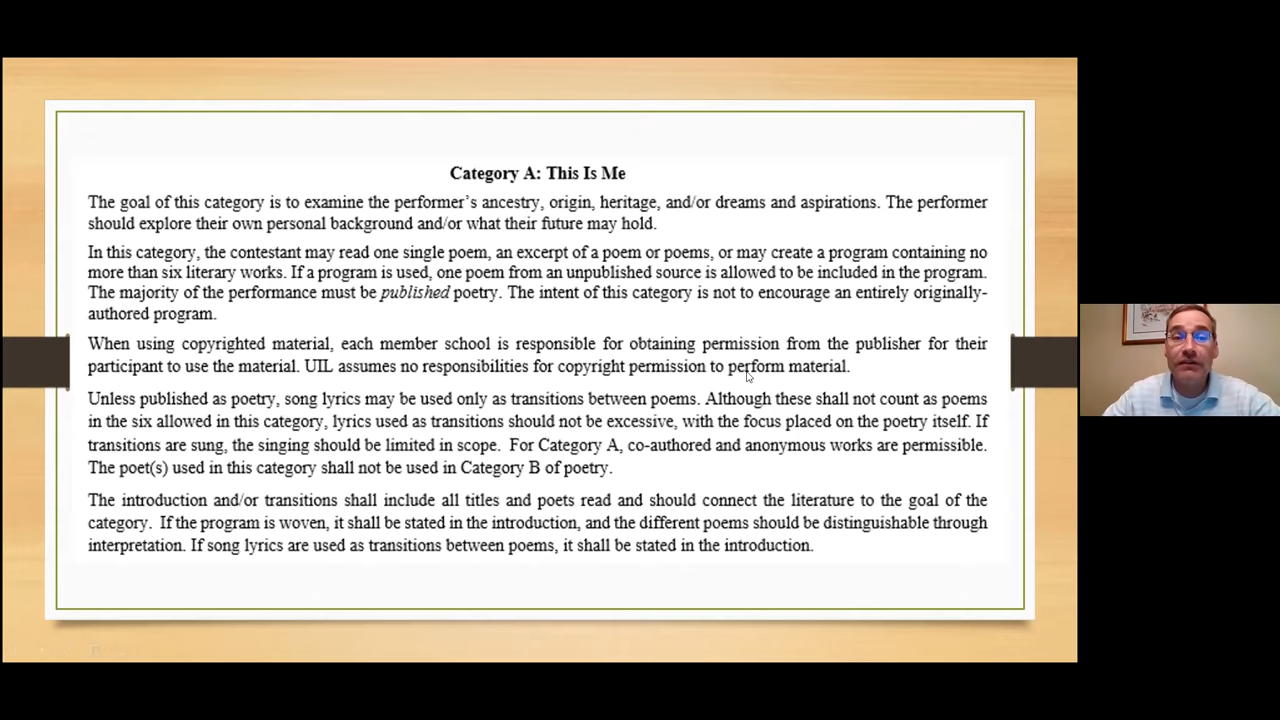 Category A: This Is Me
The goal of this category is to examine the performer's ancestry, origin, heritage, and/or dreams and aspirations. The performer
should explore their own personal background and/or what their future may hold.
In this category, the contestant may read one single poem, an excerpt of a poem or poems, or may create a program containing no
more than six literary works. If a program is used, one poem from an unpublished source is allowed to be included in the program.
The majority of the performance must be published poetry. The intent of this category is not to encourage an entirely originally-
authored program.
When using copyrighted material, each member school is responsible for obtaining permission from the publisher for their
participant to use the material. UIL assumes no responsibilities for copyright permission to perform material.
Unless published as poetry, song lyrics may be used only as transitions between poems. Although these shall not count as poems
in the six allowed in this category, lyrics used as transitions should not be excessive, with the focus placed on the poetry itself. If
transitions are sung, the singing should be limited in scope. For Category A, co-authored and anonymous works are permissible.
The poet(s) used in this category shall not be used in Category B of poetry.
The introduction and/or transitions shall include all titles and poets read and should connect the literature to the goal of the
category. If the program is woven, it shall be stated in the introduction, and the different poems should be distinguishable through
interpretation. If song lyrics are used as transitions between poems, it shall be stated in the introduction.